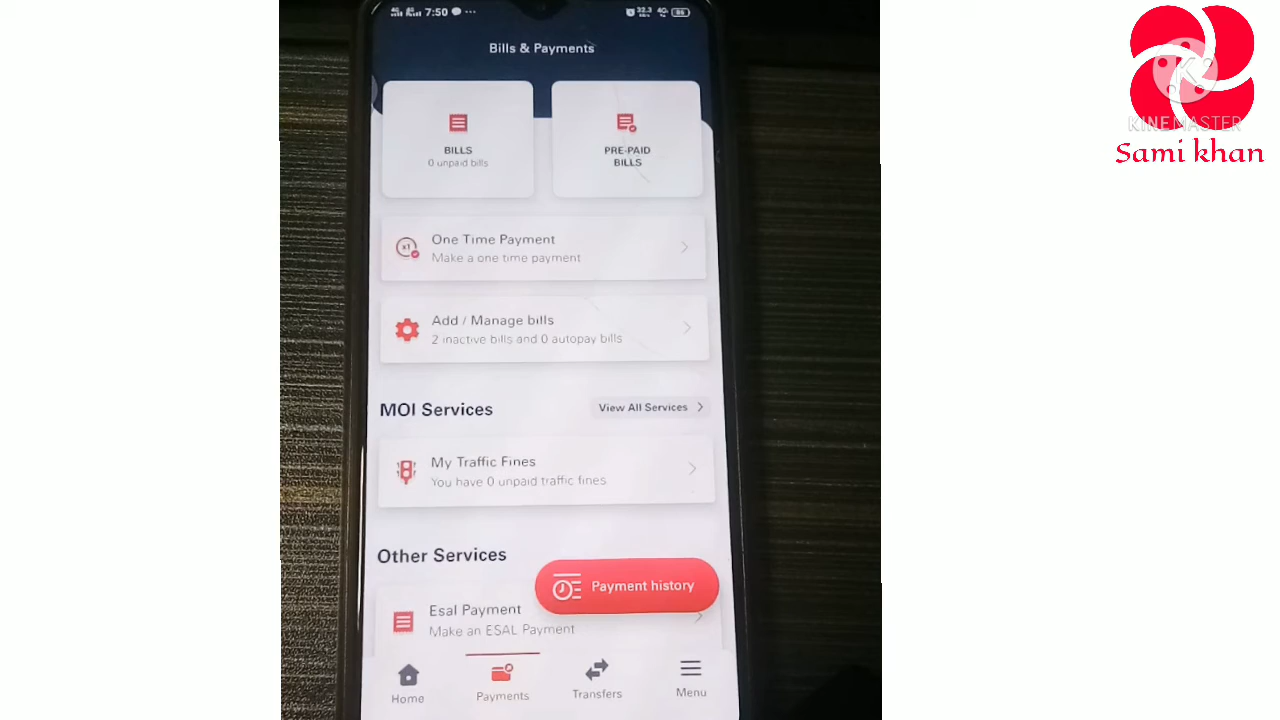 7:50
Bills & Payments
BILLS
0 unpaid bills
PRE-PAID
BILLS
One Time Payment
Make a one time payment
Add / Manage bills
2 inactive bills and 0 autopay bills
MOI Services
View All Services
My Traffic Fines
You have 0 unpaid traffic fines
Other Services
Payment history
Esal Payment
Make an ESAL Payment
Home
Payments
Transfers
Menu
KINEMASTER
Sami khan